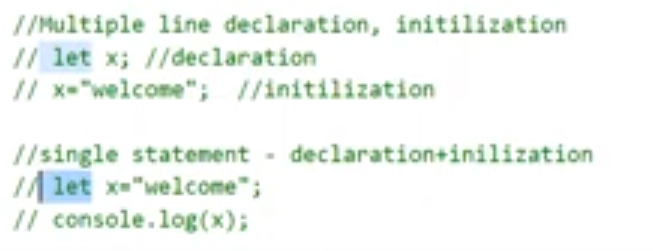 //Multiple line declaration, initilization
// let x; //declaration
// x="welcome";  //initilization
//single statement - declaration+inilization
// let x="welcome";
// console.log(x);